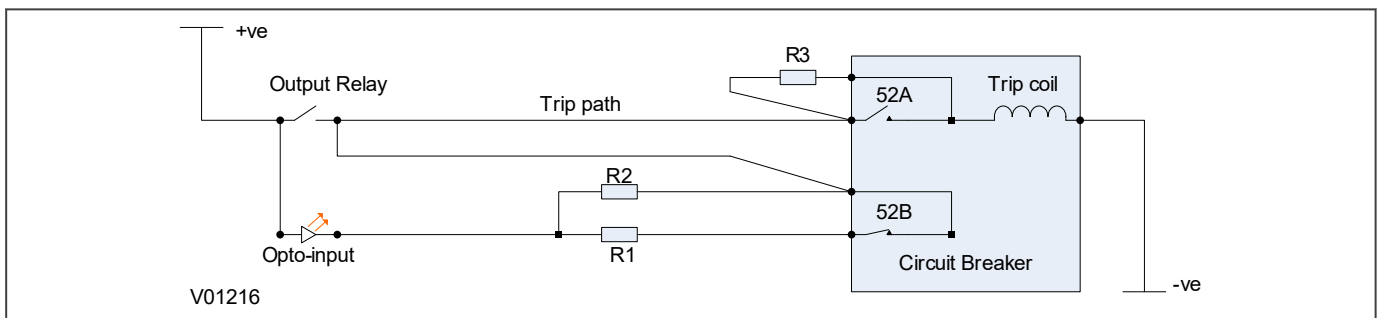 +ve
R3
Output Relay
Trip coil
52A
Trip path
R2
52B
Opto-input
R1
Circuit Breaker
-ve
V01216